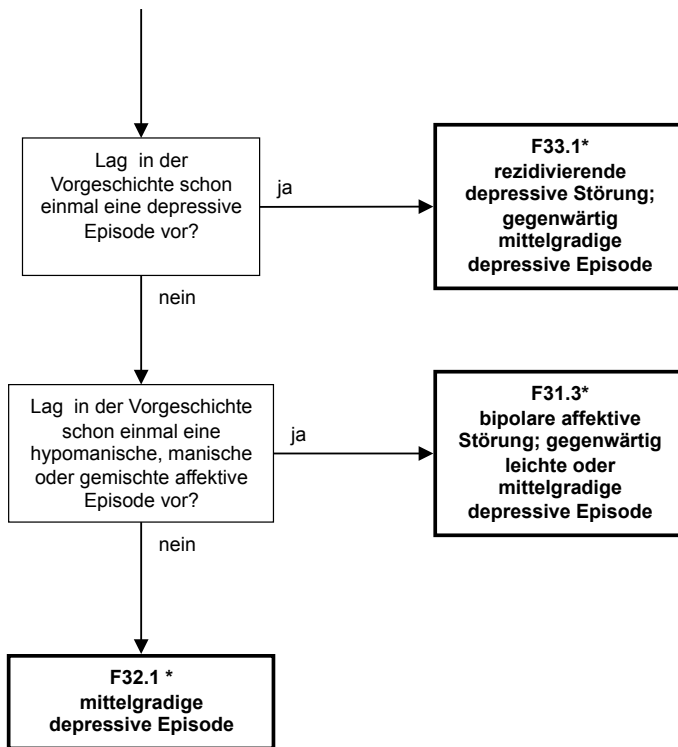 Lag in der
Vorgeschichte schon
einmal eine depressive
Episode vor?
ja
F33.1*
rezidivierende
depressive Störung;
gegenwärtig
mittelgradige
depressive Episode
nein
Lag in der Vorgeschichte
schon einmal eine
hypomanische, manische
oder gemischte affektive
Episode vor?
ja
F31.3*
bipolare affektive
Störung; gegenwärtig
leichte oder
mittelgradige
depressive Episode
nein
F32.1 *
mittelgradige
depressive Episode